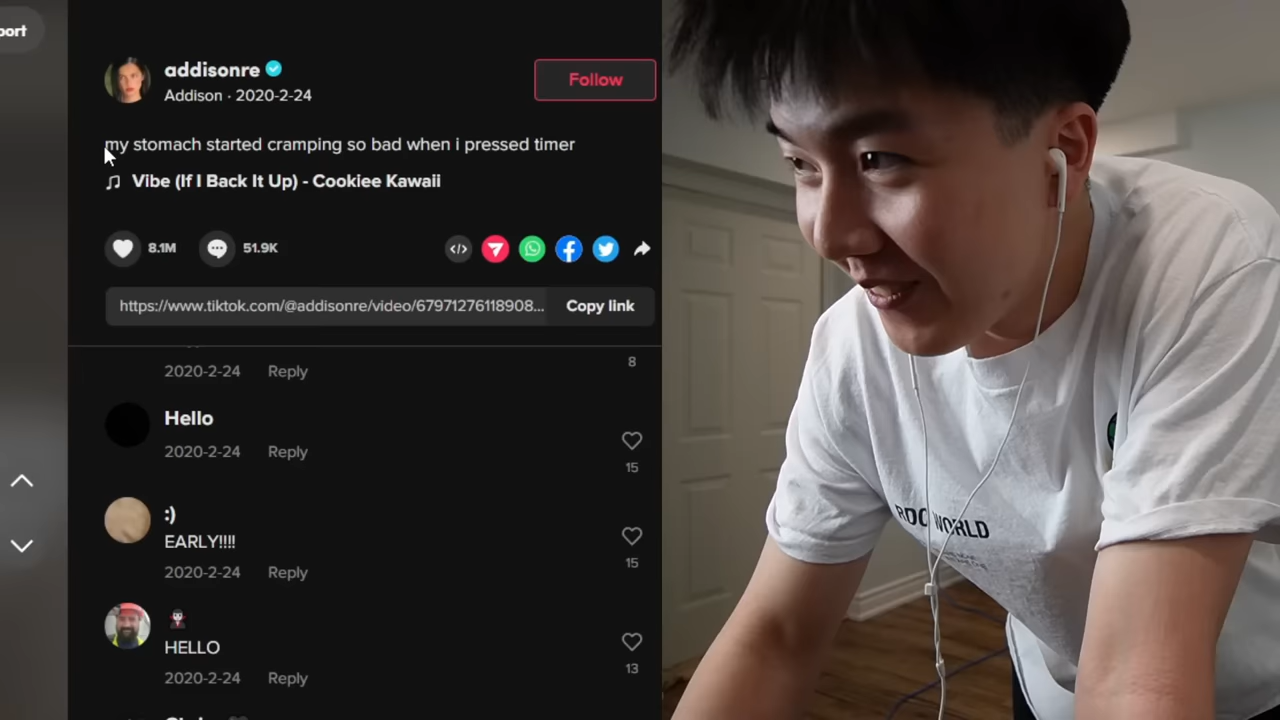 port
addisonre
Addison · 2020-2-24
Follow
my stomach started cramping so bad when i pressed timer
Vibe (If I Back It Up) - Cookiee Kawaii
8.1M
51.9K
https://www.tiktok.com/@addisonre/video/67971276118908...
Copy link
2020-2-24 Reply
8
Hello
2020-2-24 Reply
15
:)
EARLY!!!!
2020-2-24 Reply
15
HELLO
2020-2-24 Reply
13
WORLD